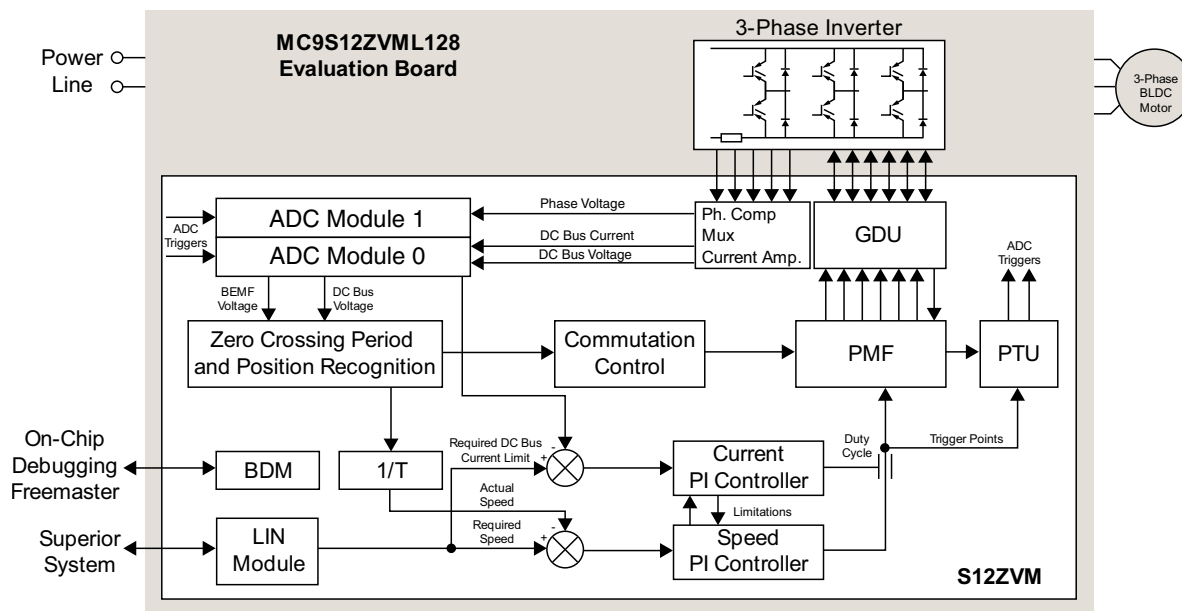 3-Phase Inverter
MC9S12ZVML128
Evaluation Board
Power
Line
3-Phase
BLDC
Motor
ADC Module 1
ADC Module 0
ADC
Triggers
Phase Voltage
DC Bus Current
DC Bus Voltage
Ph. Comp
Mux
Current Amp.
GDU
ADC
Triggers
BEMF
Voltage
DC Bus
Voltage
Zero Crossing Period
and Position Recognition
Commutation
Control
PMF
PTU
On-Chip
Debugging
Freemaster
BDM
1/T
Required DC Bus
Current Limit
-
+
Current
PI Controller
Duty
Cycle
Trigger Points
Actual
Speed
Limitations
Superior
System
LIN
Module
Required
Speed
-
+
Speed
PI Controller
S12ZVM